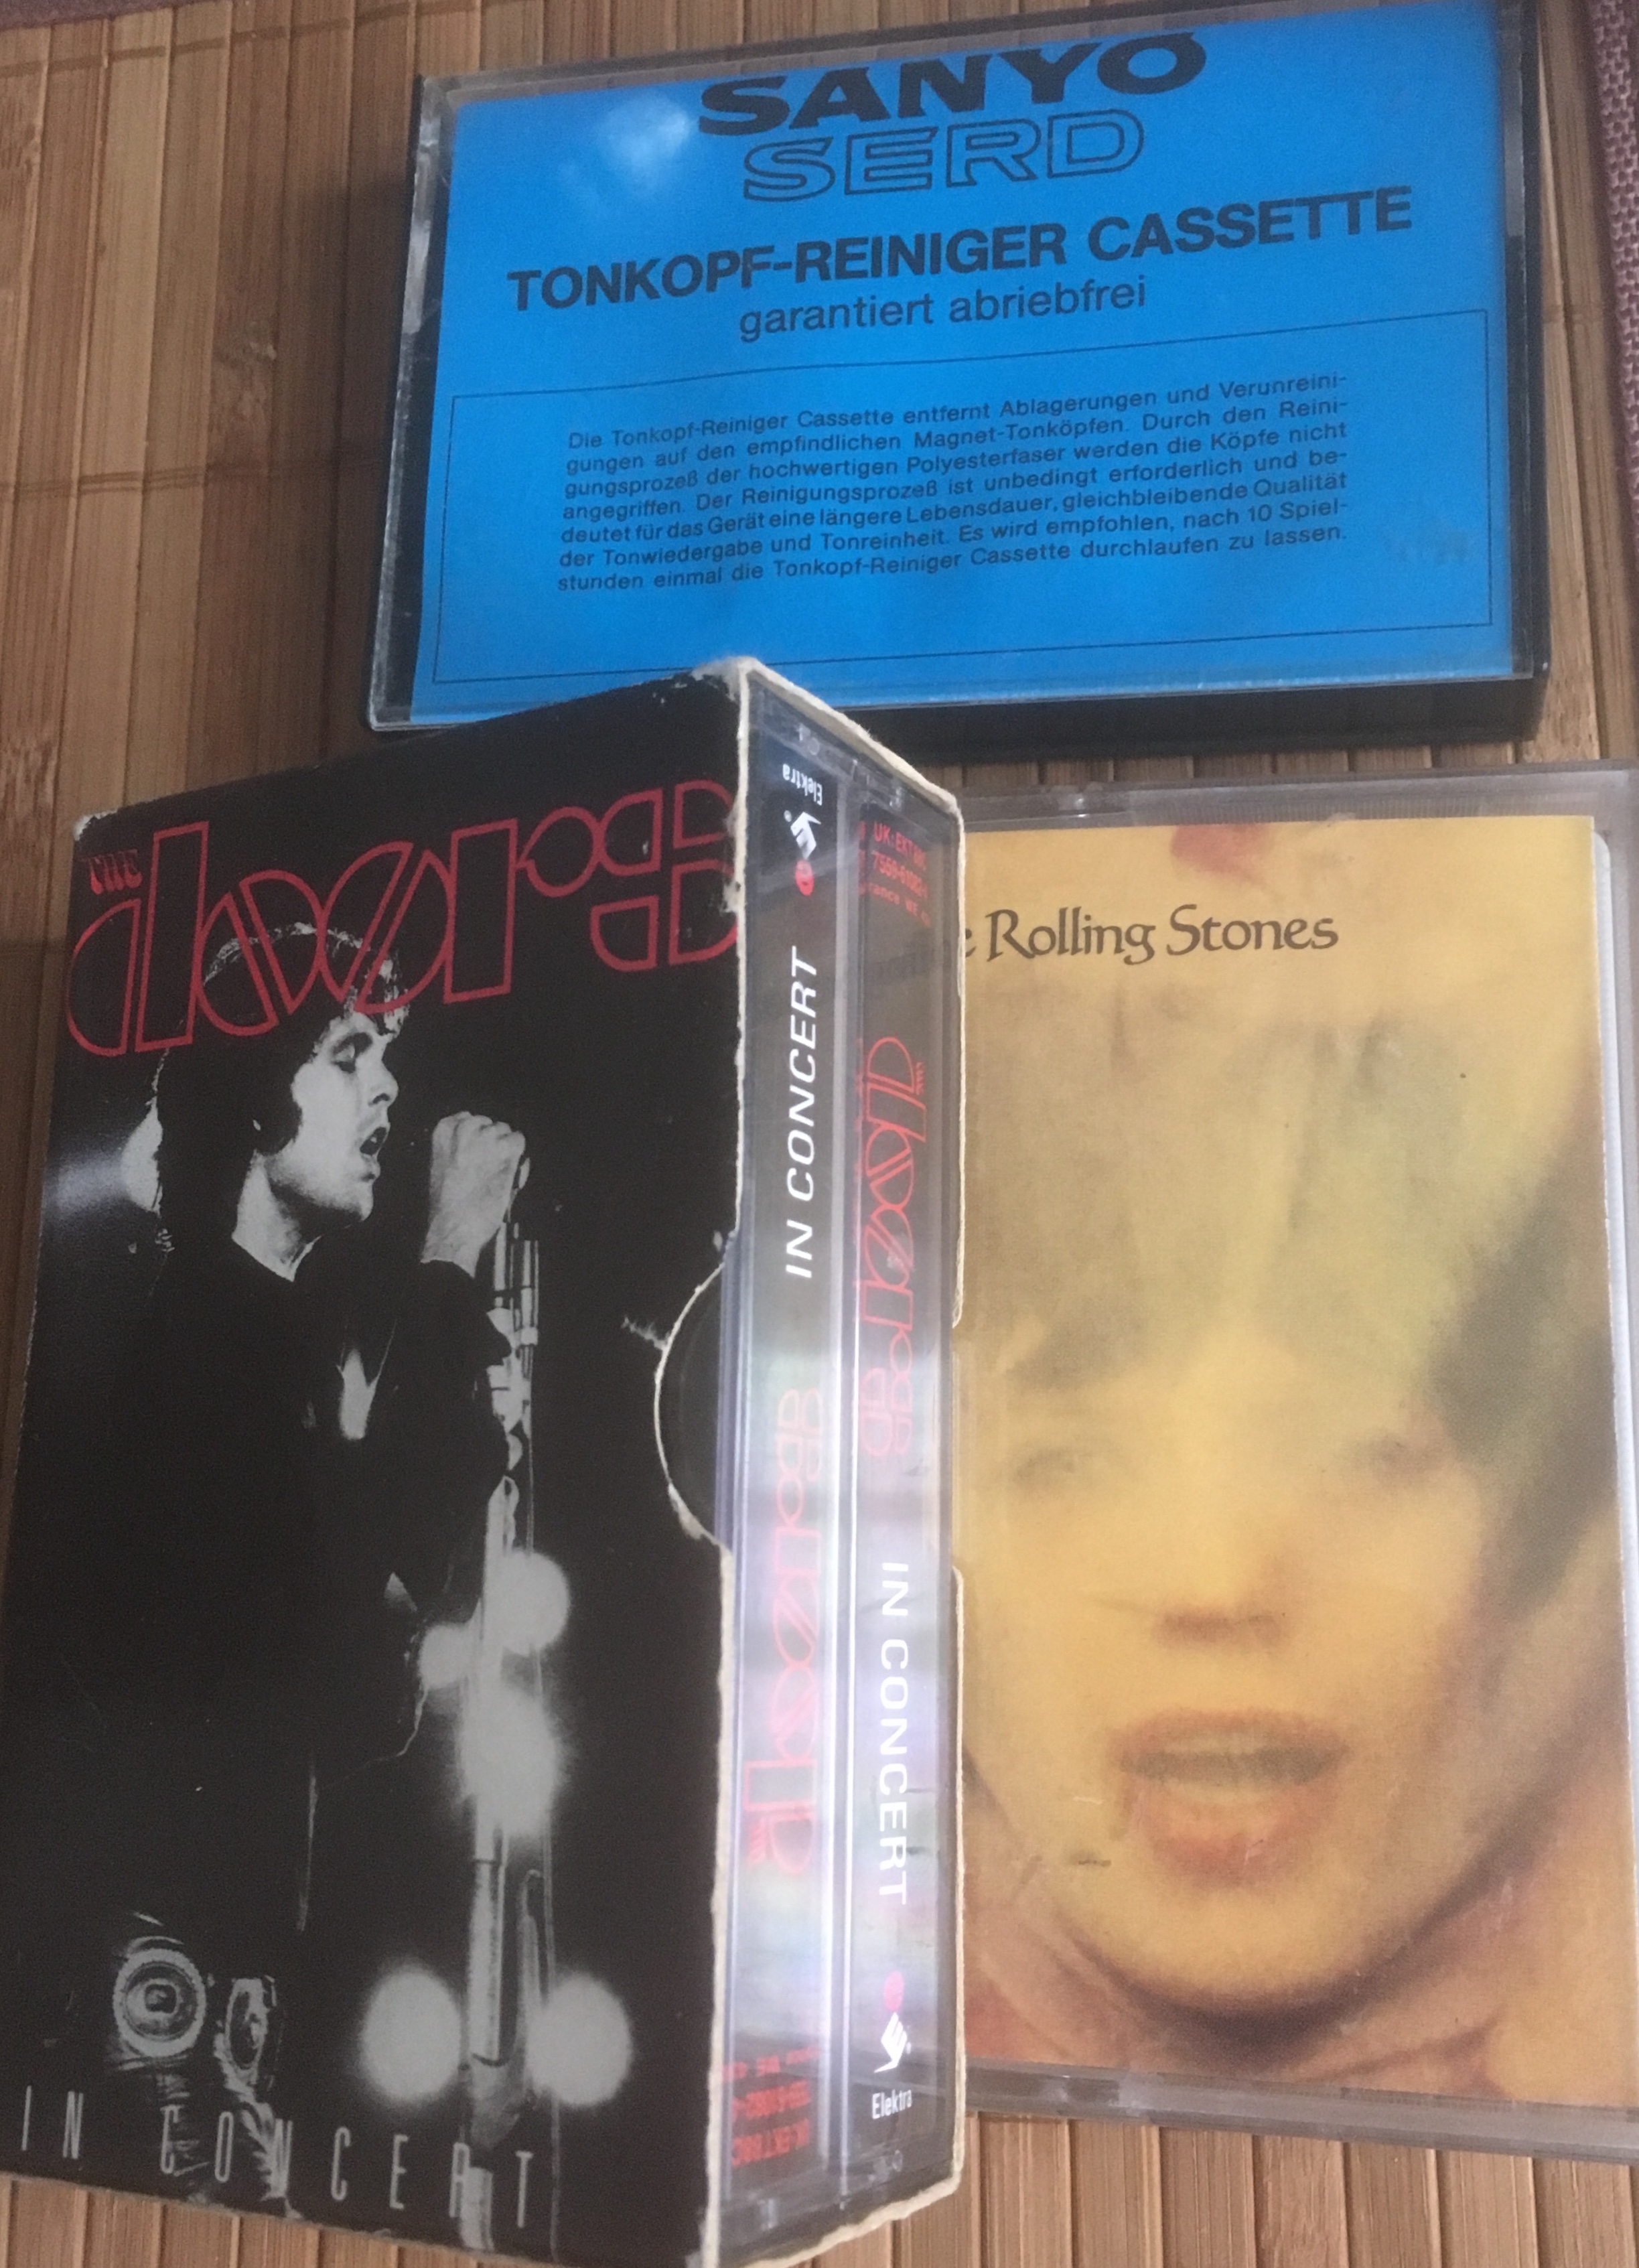 SANYO
SERD
TONKOPF-REINIGER CASSETTE
garantiert abriebfrei
Die Tonkopf-Reiniger Cassette entfernt Ablagerungen und Verunreini-
gungen auf den empfindlichen Magnet-Tonköpfen. Durch den Reini-
gungsprozeß der hochwertigen Polyesterfaser werden die Köpfe nicht
angegriffen. Der Reinigungsprozeß ist unbedingt erforderlich und be-
deutet für das Gerät eine längere Lebensdauer, gleichbleibende Qualität
der Tonwiedergabe und Tonreinheit. Es wird empfohlen, nach 10 Spiel-
stunden einmal die Tonkopf-Reiniger Cassette durchlaufen zu lassen.
THE
doors
IN CONCERT
Elektra
IN CONCERT
THE doors
THE doors
IN CONCERT
Elektra
Rolling Stones